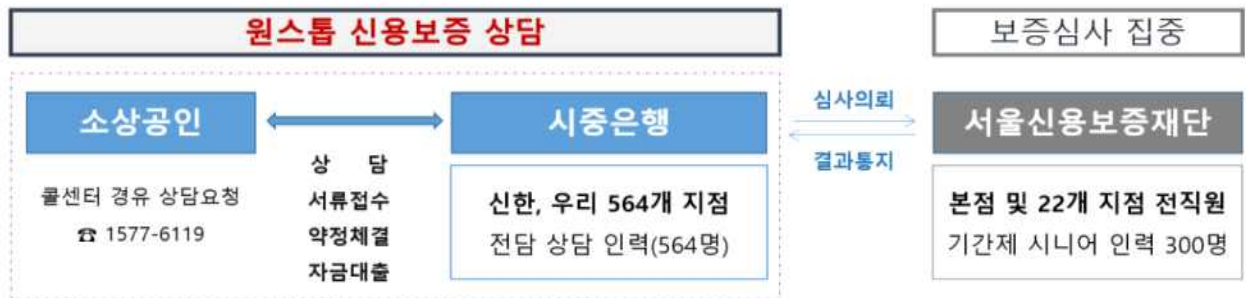 원스톱 신용보증 상담
보증심사 집중
소상공인
시중은행
심사의뢰
결과통지
서울신용보증재단
콜센터 경유 상담요청
☎ 1577-6119
상 담
서류접수
약정체결
자금대출
신한, 우리 564개 지점
전담 상담 인력(564명)
본점 및 22개 지점 전직원
기간제 시니어 인력 300명